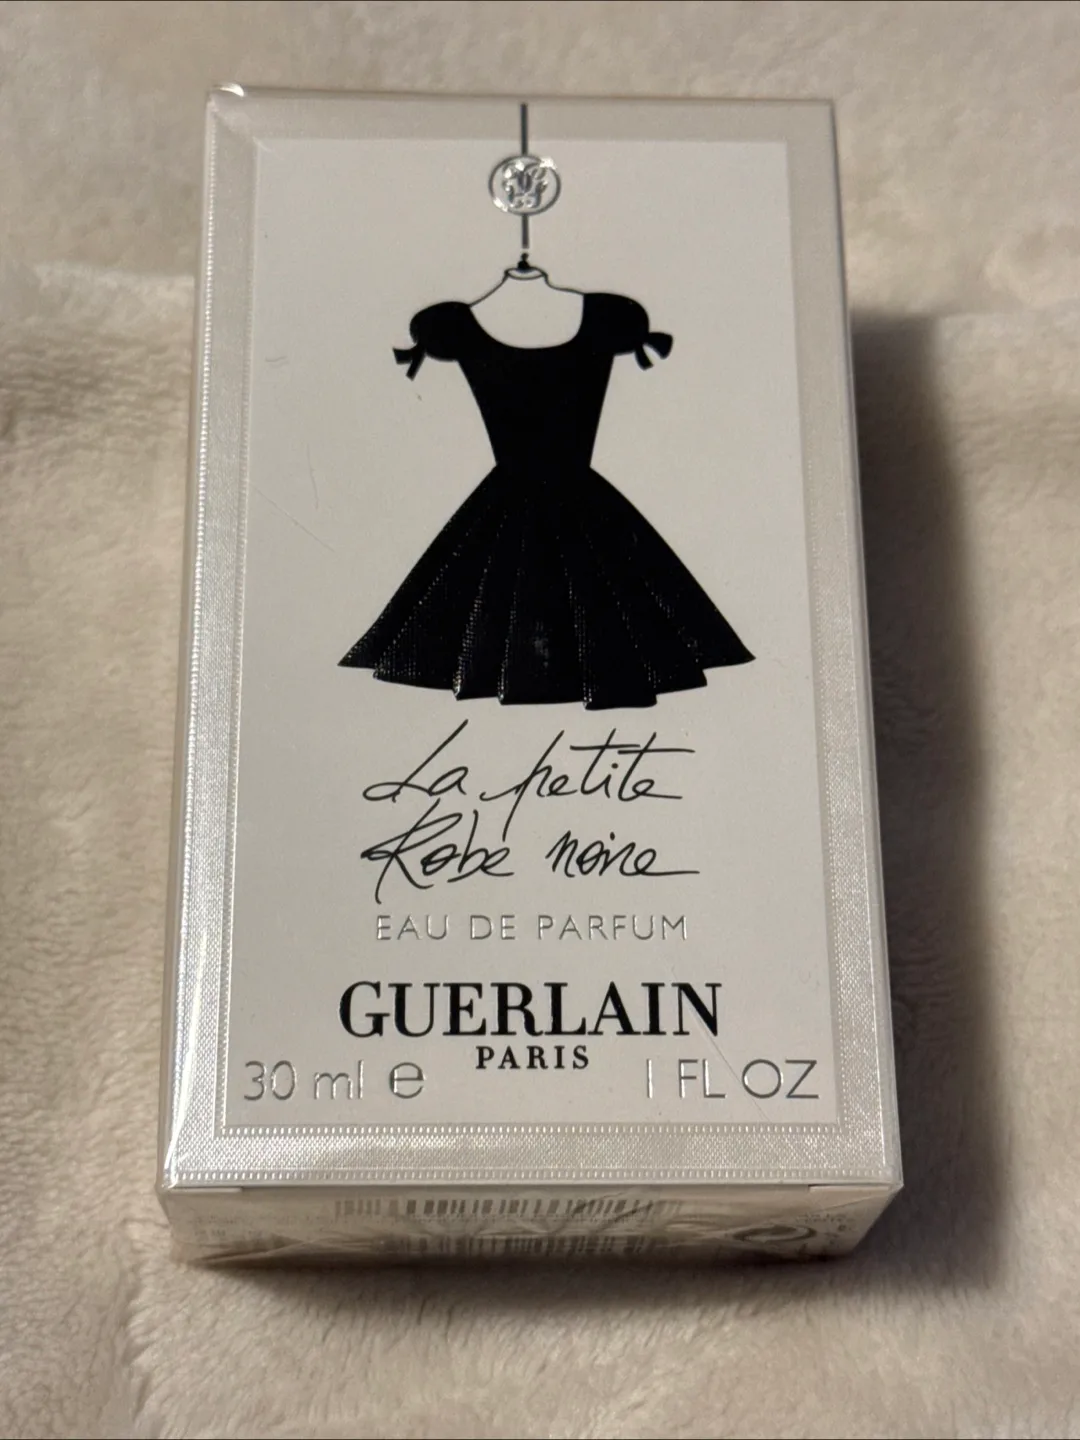 La petite
Robe noire
EAU DE PARFUM
GUERLAIN
PARIS
30 ml e
1 FL OZ